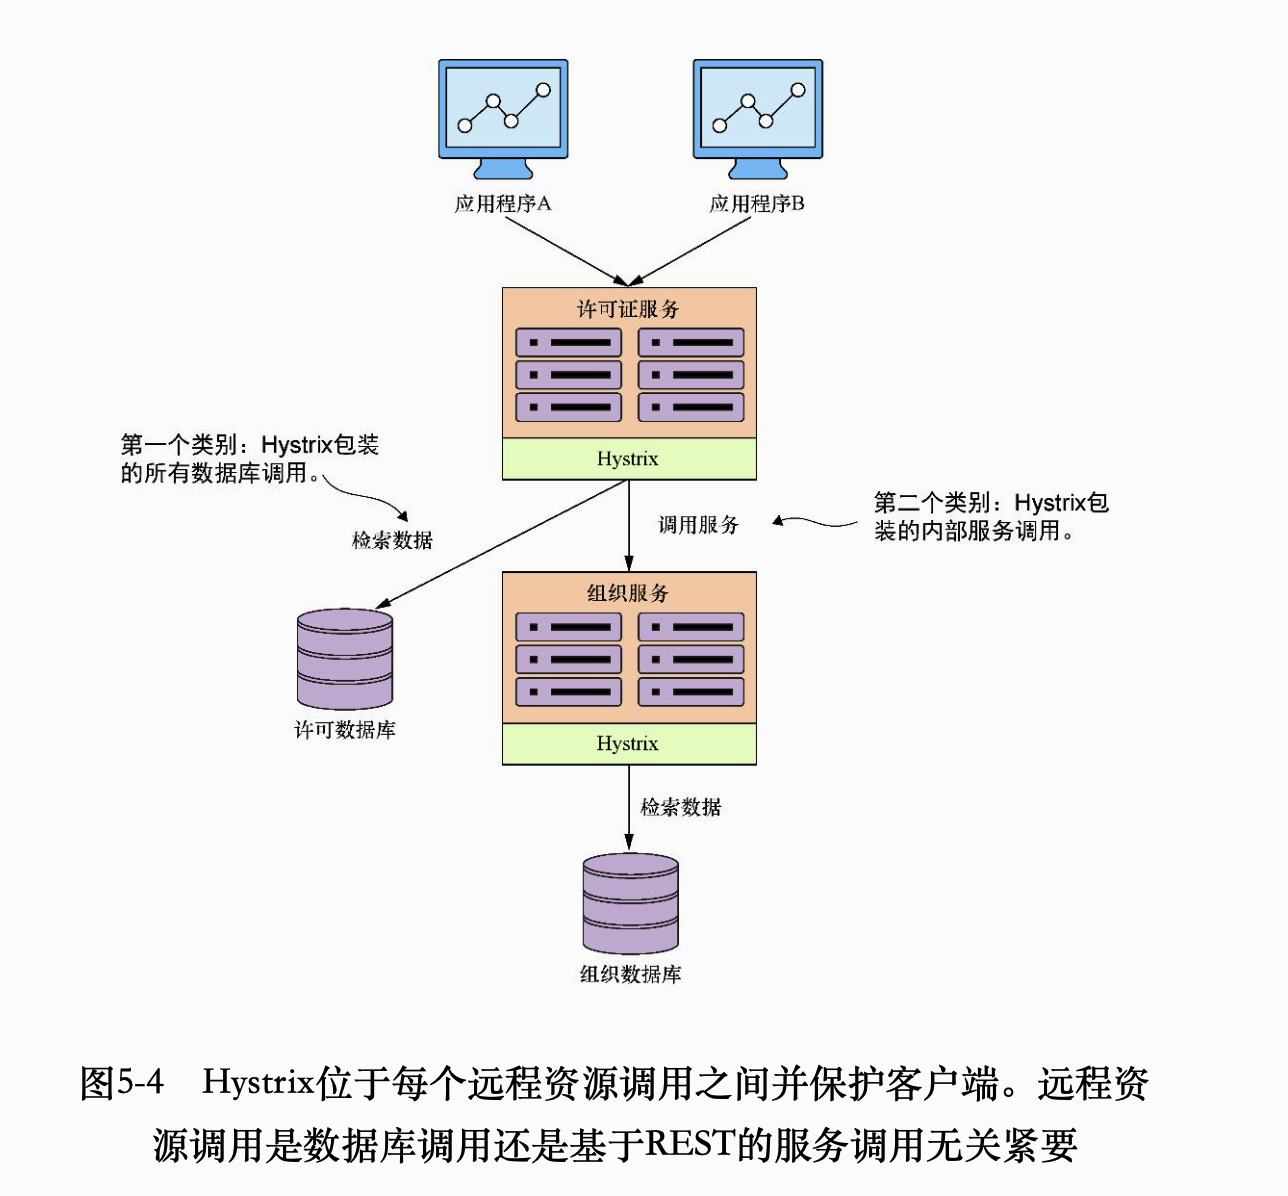 应用程序A
应用程序B
许可证服务
第一个类别：Hystrix包装
的所有数据库调用。
Hystrix
第二个类别：Hystrix包
装的内部服务调用。
调用服务
检索数据
组织服务
许可数据库
Hystrix
检索数据
组织数据库
图5-4 Hystrix位于每个远程资源调用之间并保护客户端。远程资
源调用是数据库调用还是基于REST的服务调用无关紧要